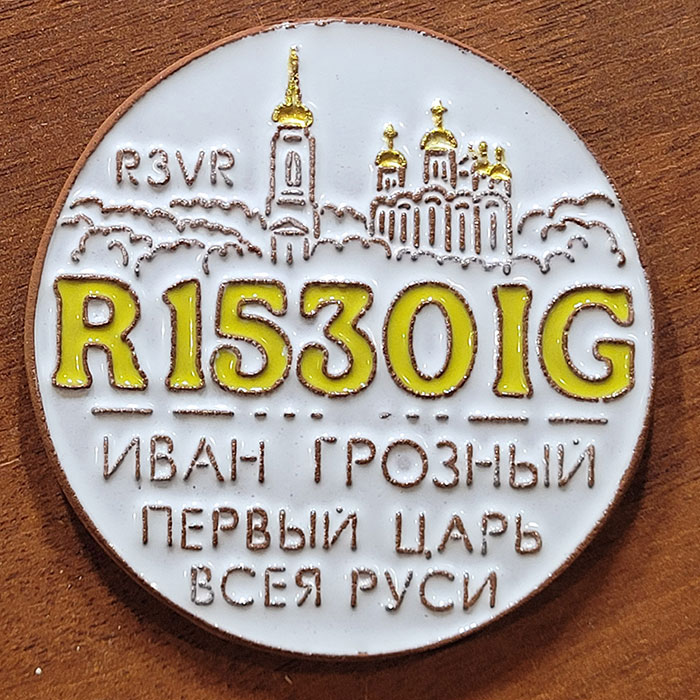 R3VR
R1530IG
ИВАН ГРОЗНЫЙ
ПЕРВЫЙ ЦАРЬ
ВСЕЯ РУСИ